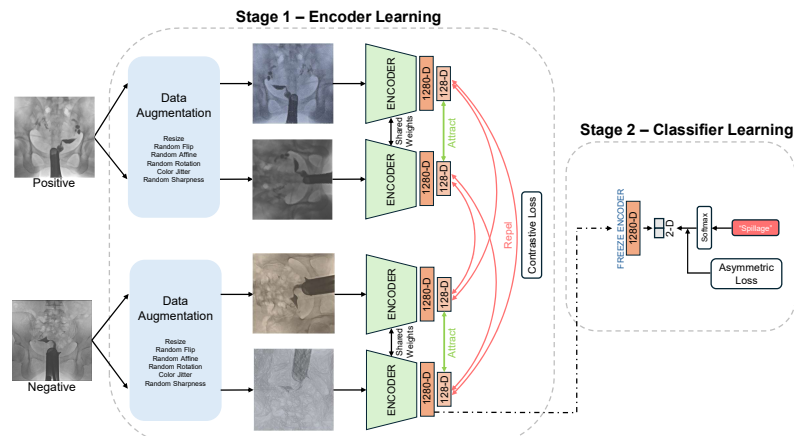 Stage 1 – Encoder Learning
Data
Augmentation
Resize
Random Flip
Random Affine
Random Rotation
Color Jitter
Random Sharpness
Positive
ENCODER
1280-D
128-D
Shared
Weights
Attract
ENCODER
1280-D
128-D
Repel
Contrastive Loss
Data
Augmentation
Resize
Random Flip
Random Affine
Random Rotation
Color Jitter
Random Sharpness
Negative
ENCODER
1280-D
128-D
Shared
Weights
Attract
ENCODER
1280-D
128-D
Stage 2 – Classifier Learning
FREEZE ENCODER
1280-D
2-D
Softmax
"Spillage"
Asymmetric
Loss